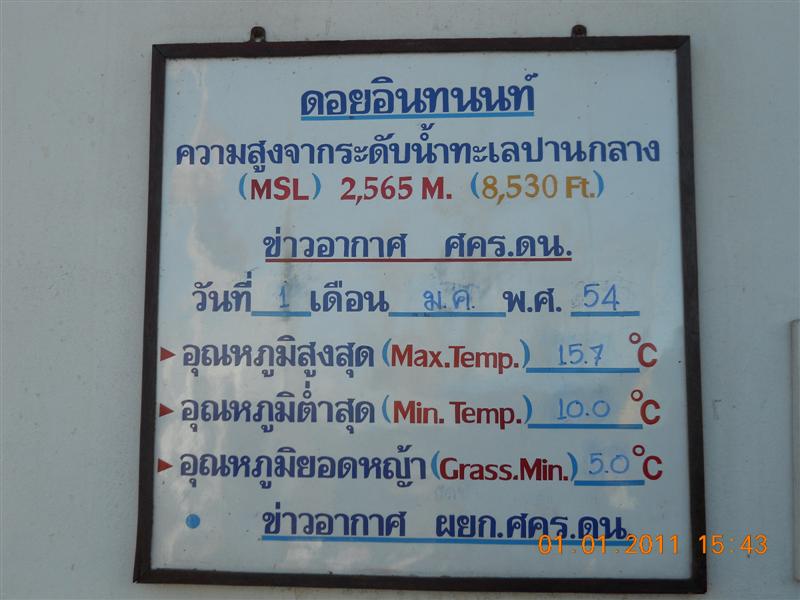 ดอยอินทนนท์
ความสูงจากระดับน้ำทะเลปานกลาง
(MSL) 2,565 M. (8,530 Ft.)
ข่าวอากาศ ศคร.ดน.
วันที่ 1 เดือน ม.ค. พ.ศ. 54
อุณหภูมิสูงสุด (Max.Temp.) 15.7 °C
อุณหภูมิต่ำสุด (Min. Temp.) 10.0 °C
อุณหภูมิยอดหญ้า (Grass.Min.) 5.0 °C
ข่าวอากาศ ผยก.ศคร.ดน.
01.01.2011 15:43